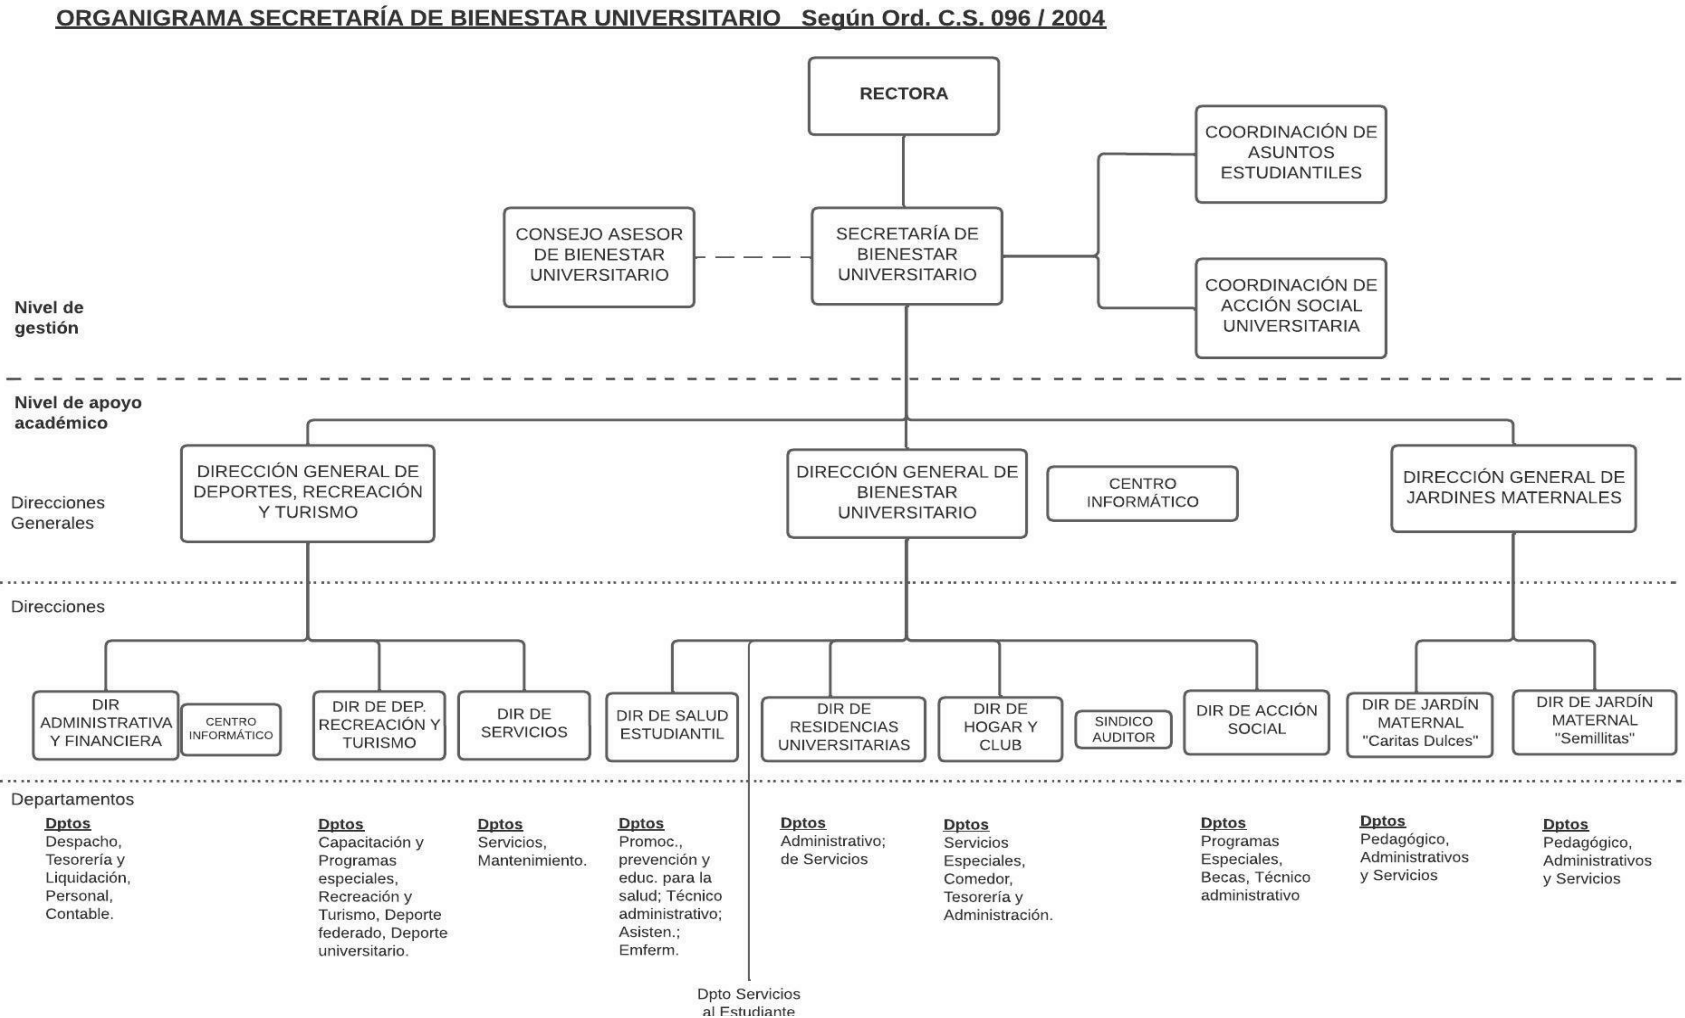 ORGANIGRAMA SECRETARÍA DE BIENESTAR UNIVERSITARIO   Según Ord. C.S. 096 / 2004
RECTORA
COORDINACIÓN DE
ASUNTOS
ESTUDIANTILES
CONSEJO ASESOR
DE BIENESTAR
UNIVERSITARIO
SECRETARÍA DE
BIENESTAR
UNIVERSITARIO
COORDINACIÓN DE
ACCIÓN SOCIAL
UNIVERSITARIA
Nivel de
gestión
Nivel de apoyo
académico
Direcciones
Generales
DIRECCIÓN GENERAL DE
DEPORTES, RECREACIÓN
Y TURISMO
DIRECCIÓN GENERAL DE
BIENESTAR
UNIVERSITARIO
CENTRO
INFORMÁTICO
DIRECCIÓN GENERAL DE
JARDINES MATERNALES
Direcciones
DIR
ADMINISTRATIVA
Y FINANCIERA
CENTRO
INFORMÁTICO
DIR DE DEP.
RECREACIÓN Y
TURISMO
DIR DE
SERVICIOS
DIR DE SALUD
ESTUDIANTIL
DIR DE
RESIDENCIAS
UNIVERSITARIAS
DIR DE
HOGAR Y
CLUB
SINDICO
AUDITOR
DIR DE ACCIÓN
SOCIAL
DIR DE JARDÍN
MATERNAL
"Caritas Dulces"
DIR DE JARDÍN
MATERNAL
"Semillitas"
Departamentos
Dptos
Despacho,
Tesorería y
Liquidación,
Personal,
Contable.
Dptos
Capacitación y
Programas
especiales,
Recreación y
Turismo, Deporte
federado, Deporte
universitario.
Dptos
Servicios,
Mantenimiento.
Dptos
Promoc.,
prevención y
educ. para la
salud; Técnico
administrativo;
Asisten.;
Emferm.
Dptos
Administrativo;
de Servicios
Dptos
Servicios
Especiales,
Comedor,
Tesorería y
Administración.
Dptos
Programas
Especiales,
Becas, Técnico
administrativo
Dptos
Pedagógico,
Administrativos
y Servicios
Dptos
Pedagógico,
Administrativos
y Servicios
Dpto Servicios
al Estudiante